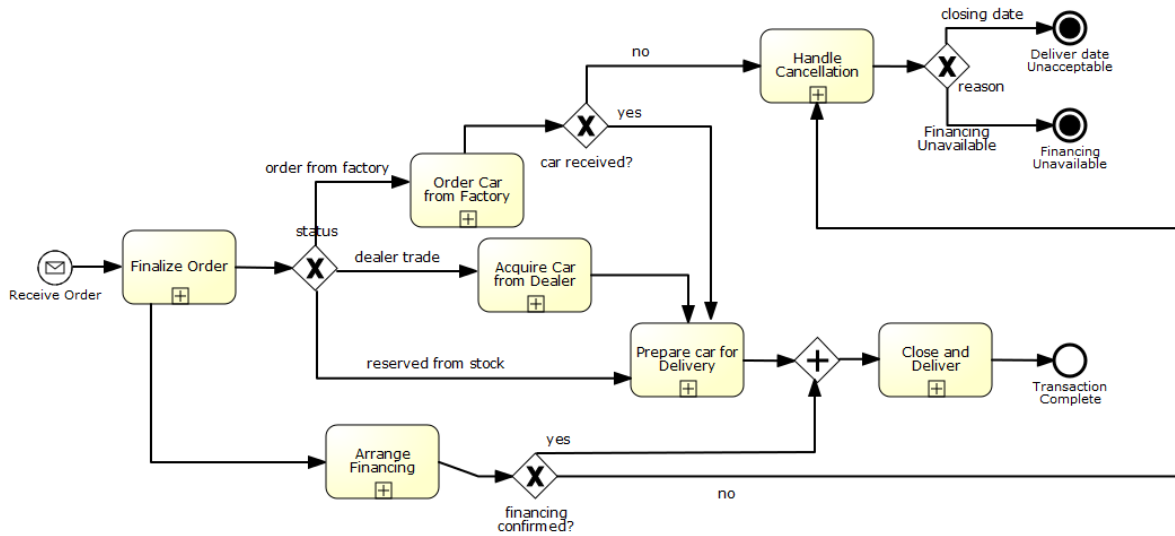 closing date
no
Handle
Cancellation
Deliver date
Unacceptable
reason
yes
Financing
Unavailable
Financing
Unavailable
car received?
order from factory
Order Car
from Factory
status
Finalize Order
dealer trade
Acquire Car
from Dealer
Receive Order
reserved from stock
Prepare car for
Delivery
Close and
Deliver
Transaction
Complete
yes
Arrange
Financing
no
financing
confirmed?